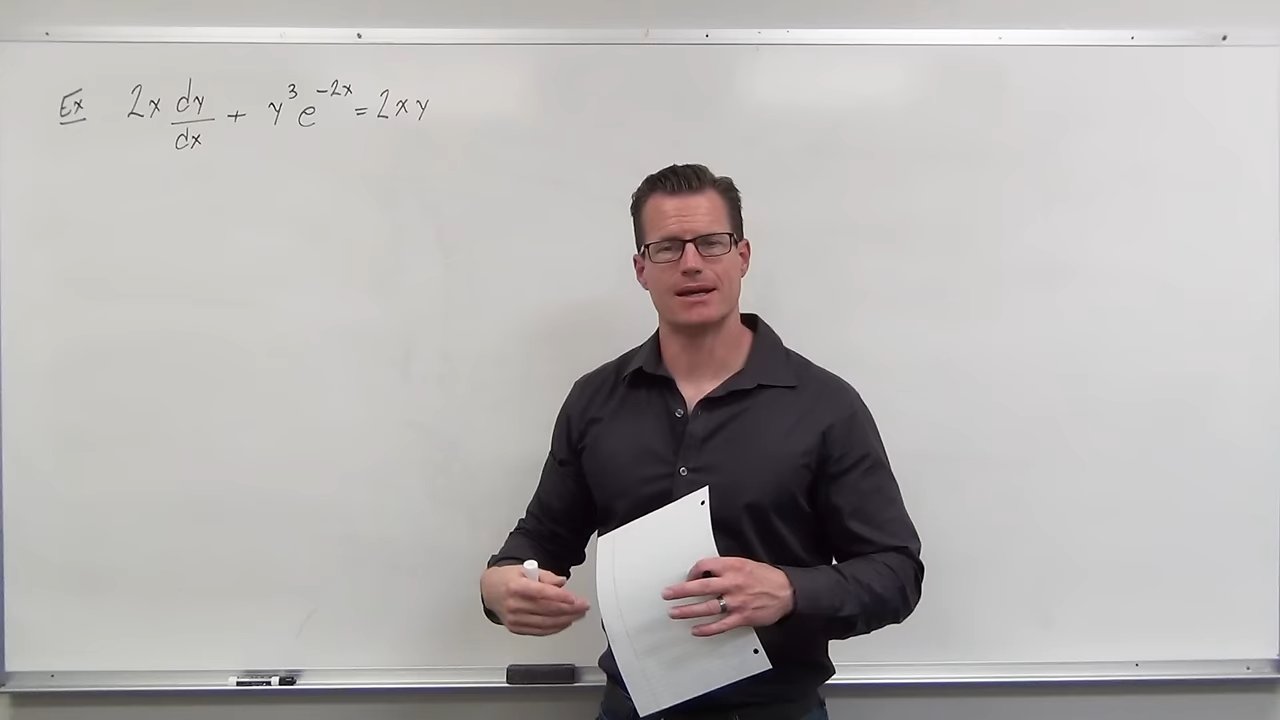 Ex 2x dy/dx + y³e^{-2x} = 2xy